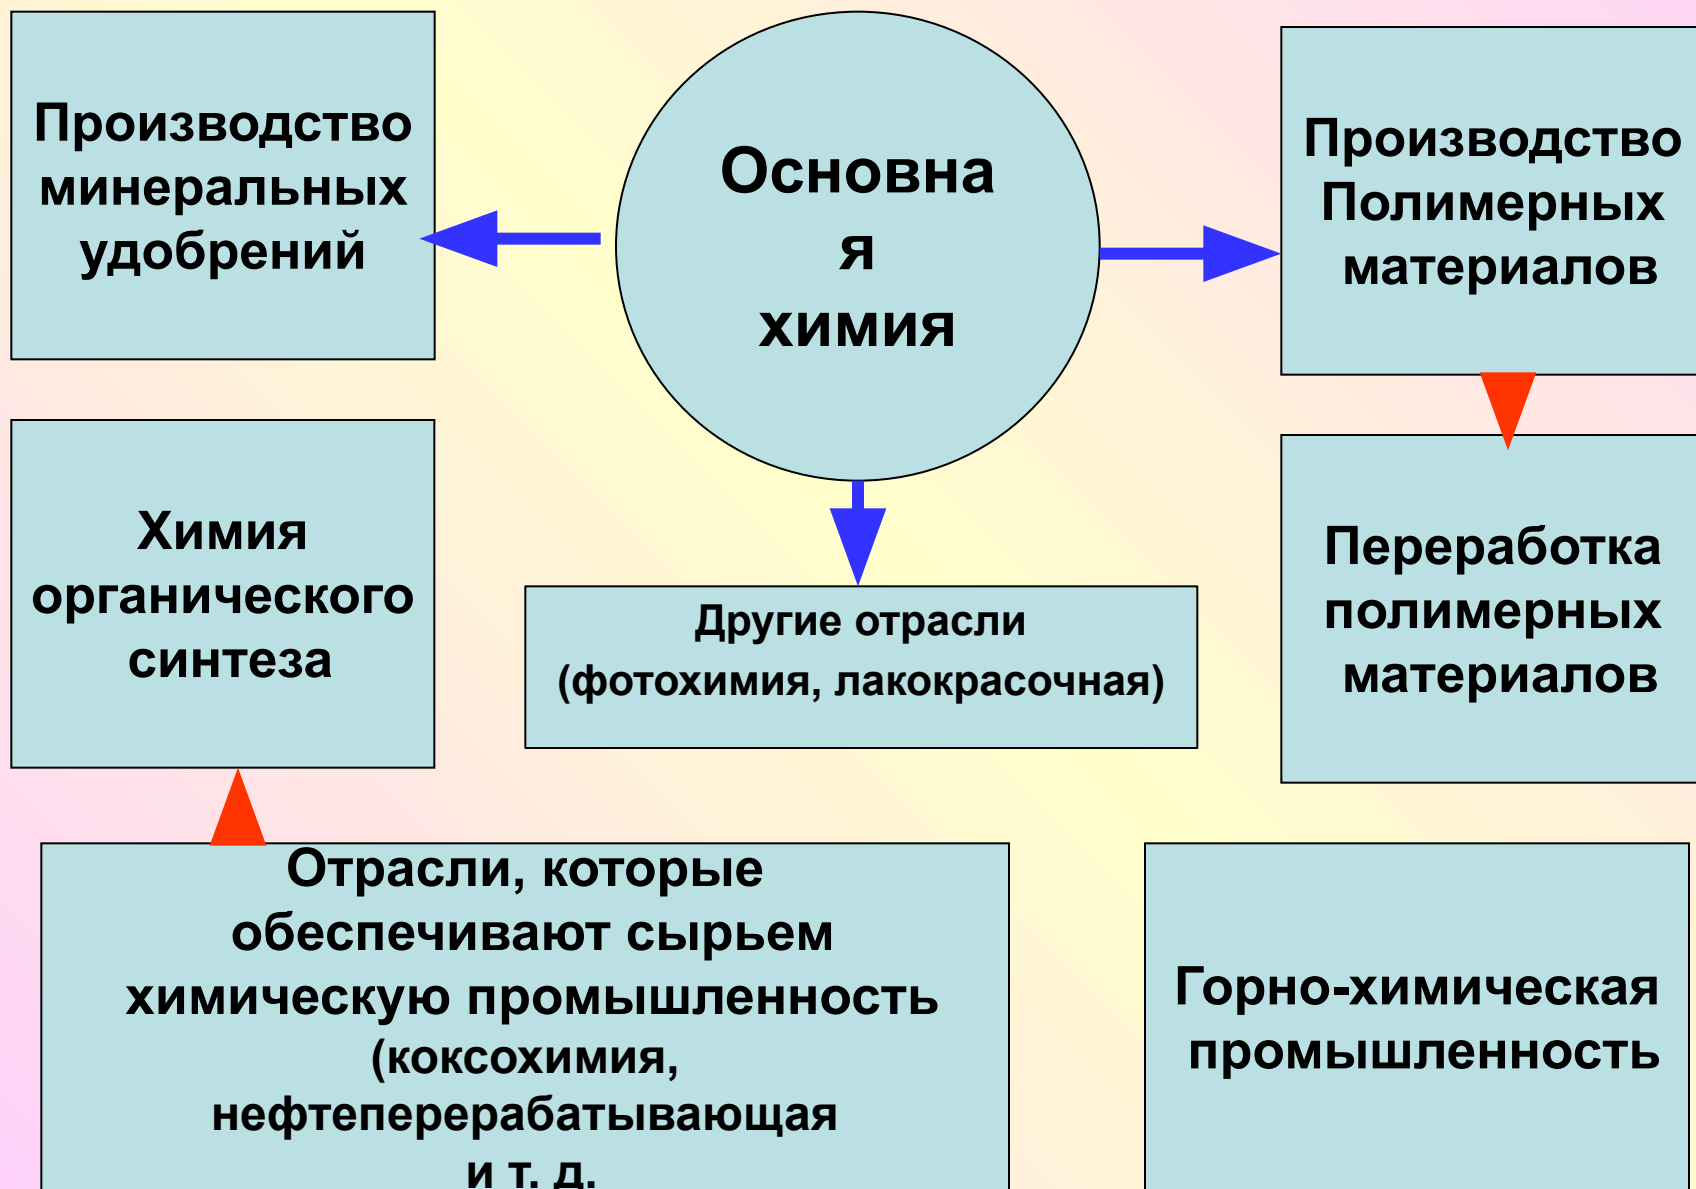 Производство
минеральных
удобрений
Основна
я
химия
Производство
Полимерных
материалов
Химия
органического
синтеза
Другие отрасли
(фотохимия, лакокрасочная)
Переработка
полимерных
материалов
Отрасли, которые
обеспечивают сырьем
химическую промышленность
(коксохимия,
нефтеперерабатывающая
и т. д.
Горно-химическая
промышленность